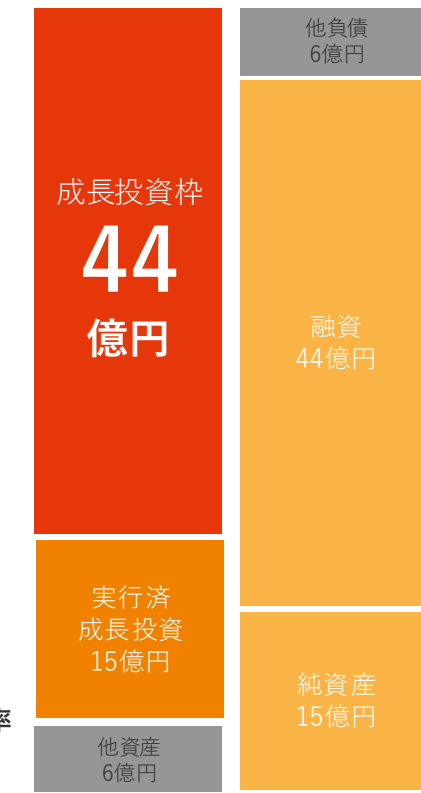 成長投資枠
44
億円
実行済
成長投資
15億円
率
他資産
6億円
他負債
6億円
融資
44億円
純資産
15億円